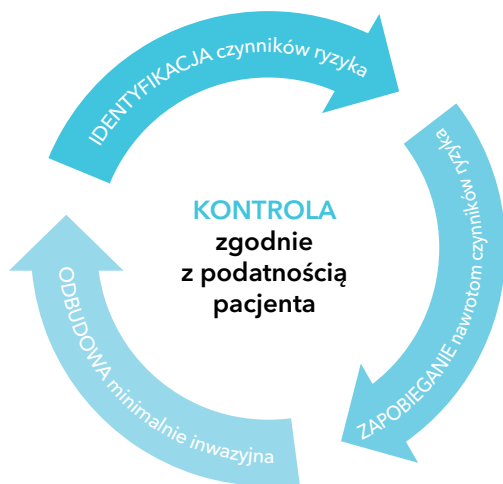 IDENTYFIKACJA czynników ryzyka
ZAPOBIEGANIE nawrotom czynników ryzyka
ODBUDOWA minimalnie inwazyjna
KONTROLA
zgodnie
z podatnością
pacjenta